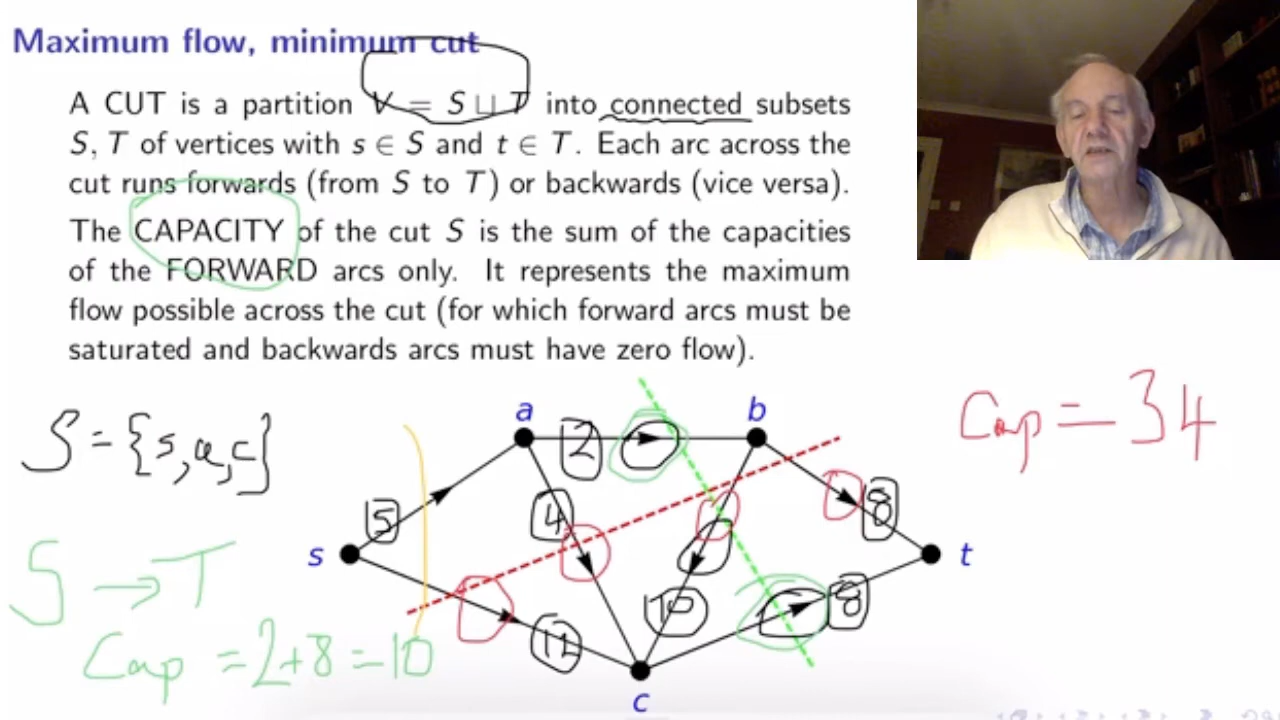 Maximum flow, minimum cut
A CUT is a partition V = S ⊔ T into connected subsets
S, T of vertices with s ∈ S and t ∈ T. Each arc across the
cut runs forwards (from S to T) or backwards (vice versa).
The CAPACITY of the cut S is the sum of the capacities
of the FORWARD arcs only. It represents the maximum
flow possible across the cut (for which forward arcs must be
saturated and backwards arcs must have zero flow).
Cap = 34
S = {s, a, c}
a
b
2
5
4
8
s
t
S → T
10
8
12
Cap = 2+8 = 10
c